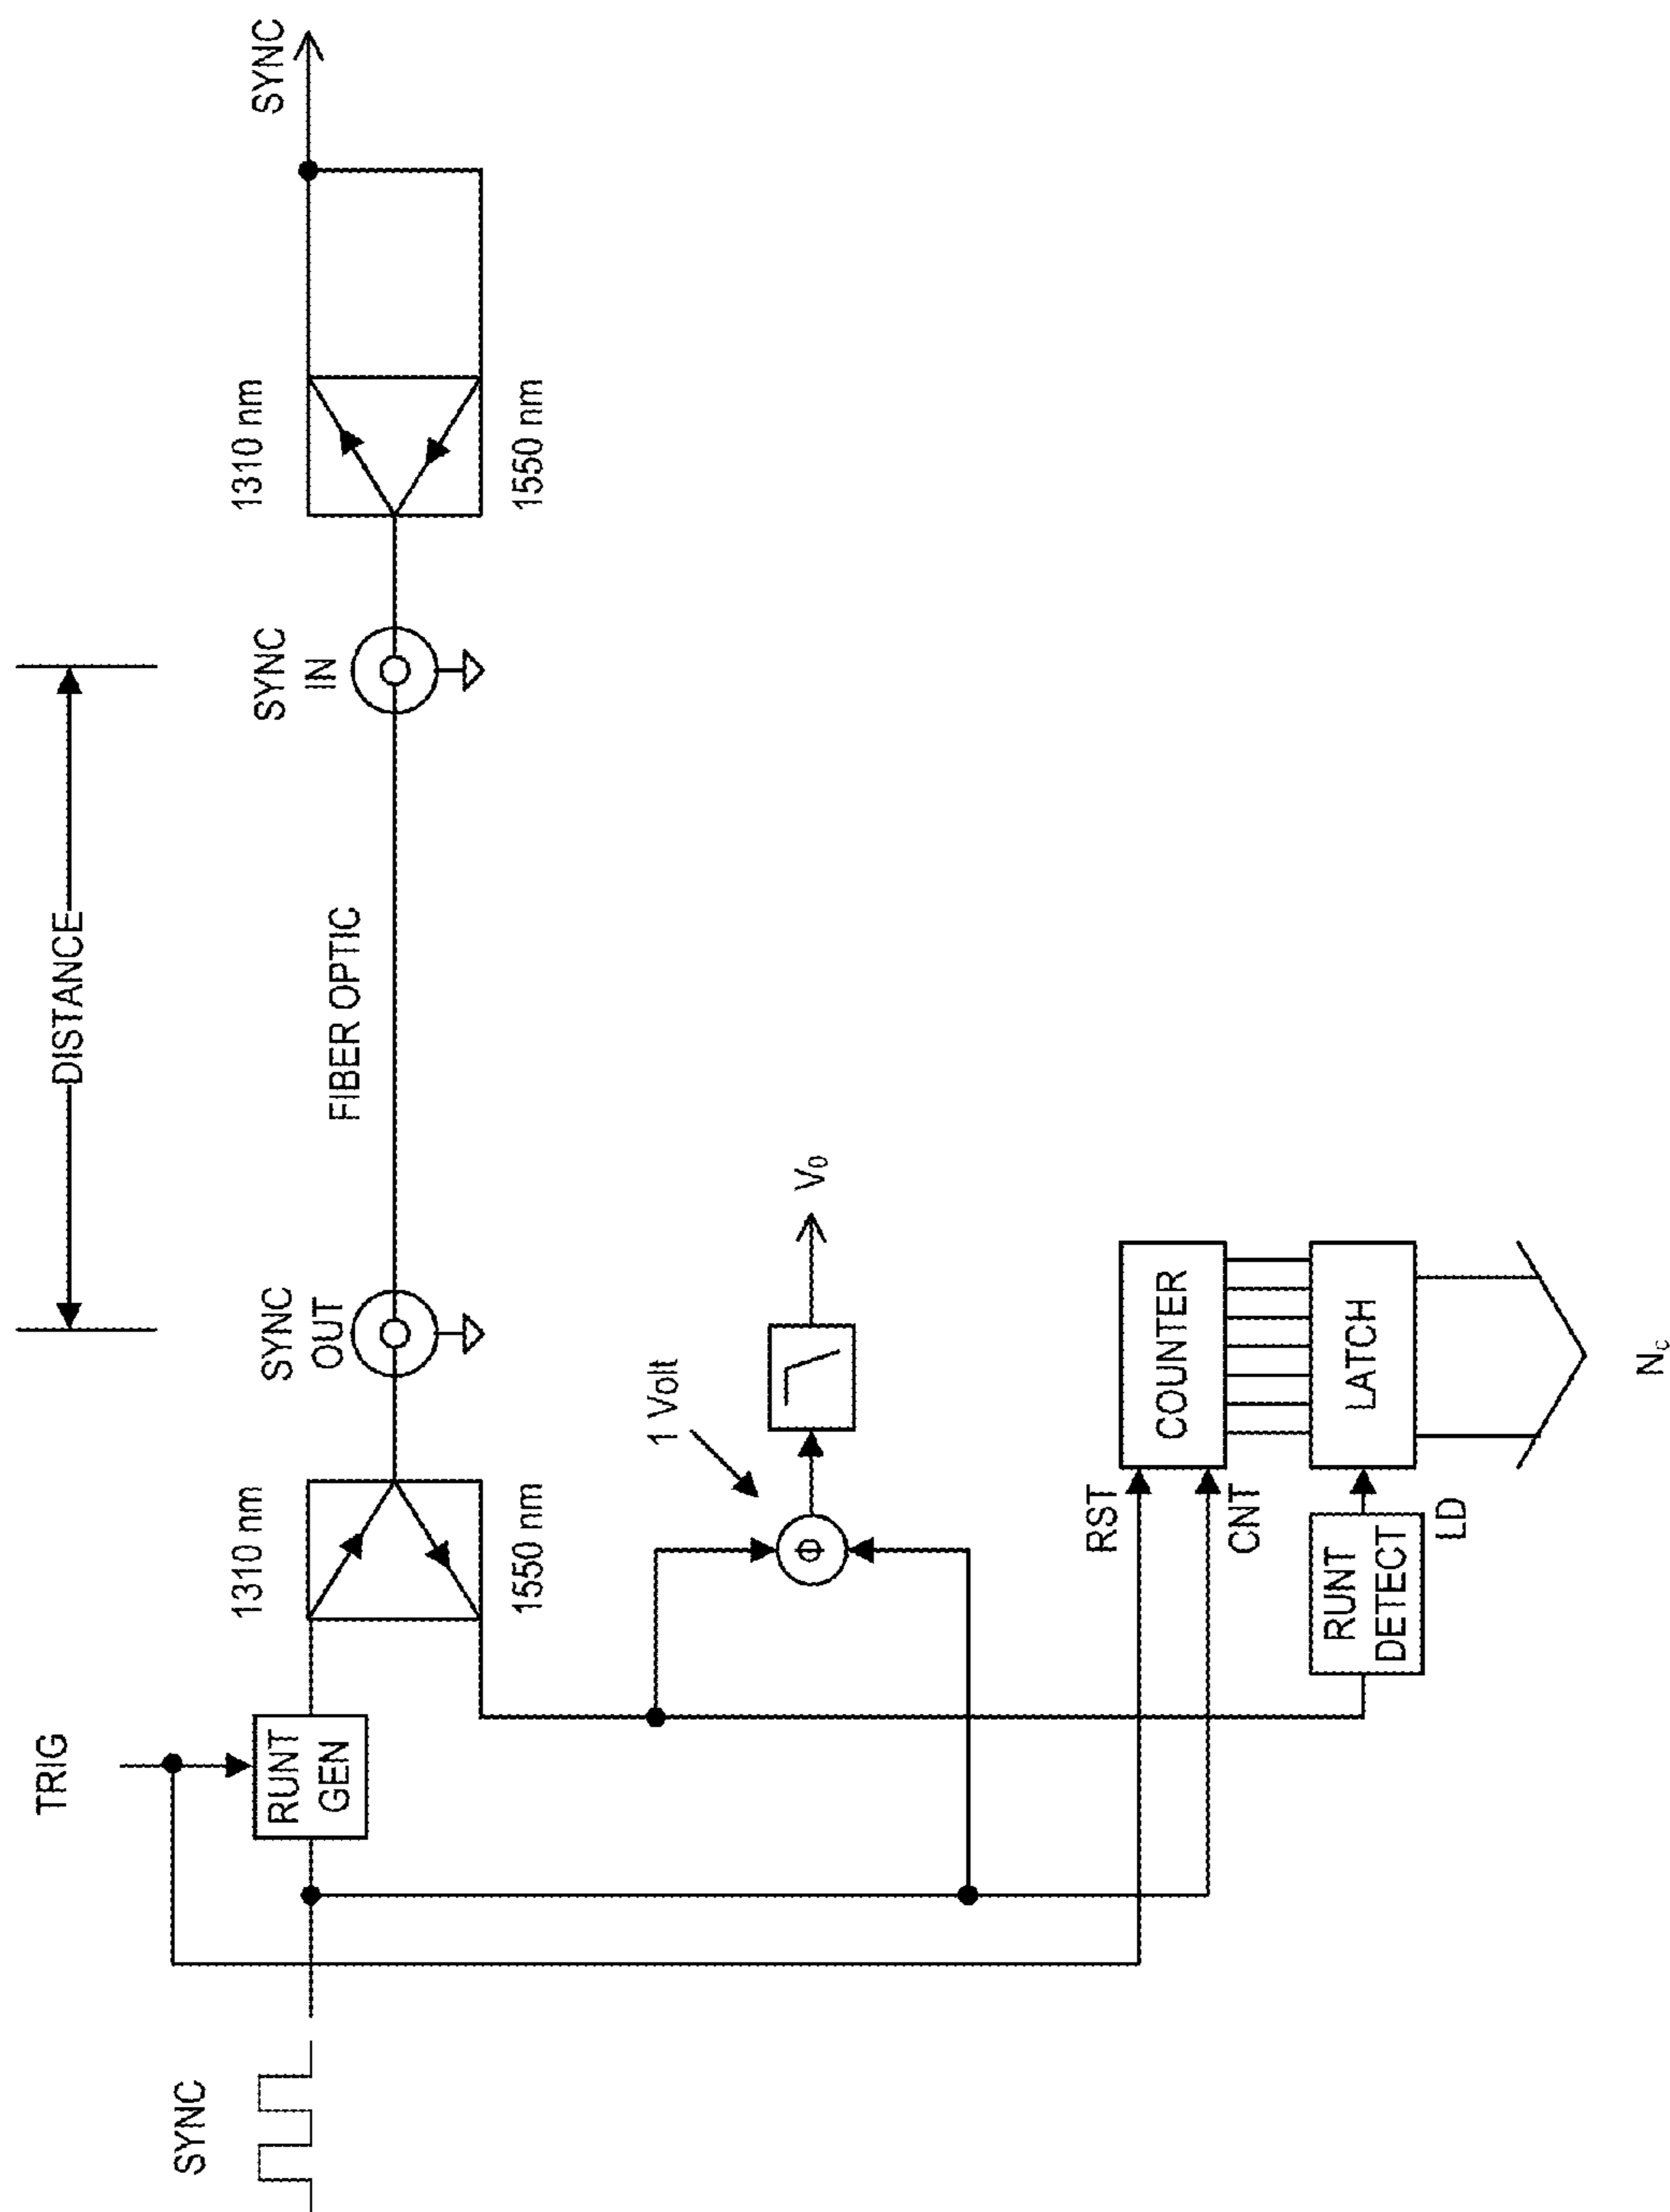 DISTANCE
TRIG
SYNC
RUNT
GEN
1310 nm
1550 nm
SYNC
OUT
FIBER OPTIC
SYNC
IN
1310 nm
1550 nm
SYNC
1 Volt
Φ
V₀
RST
CNT
COUNTER
RUNT
DETECT
LD
LATCH
N꜀